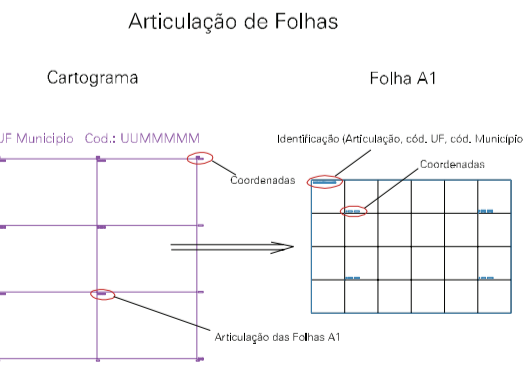 Articulação de Folhas
Cartograma
Folha A1
UF Municipio Cod.: UUMMMMM
Identificação (Articulação, cód. UF, cód. Município
Coordenadas
Coordenadas
Articulação das Folhas A1